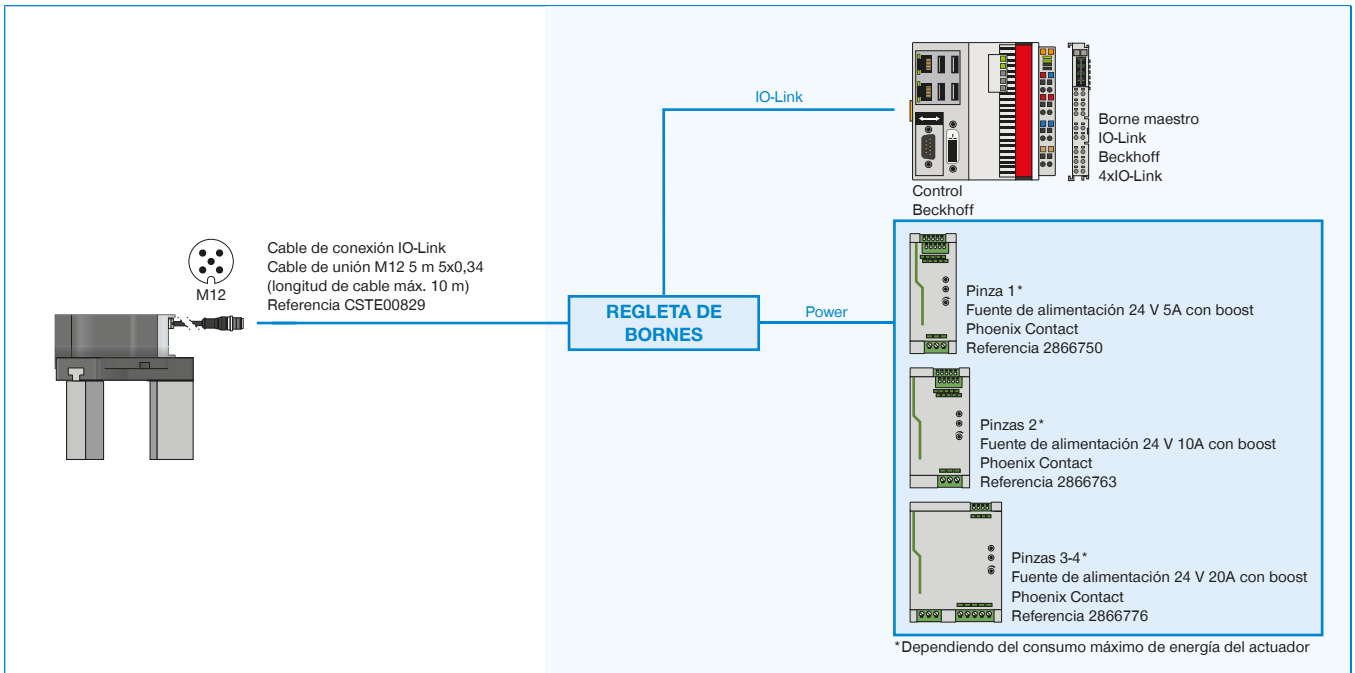 IO-Link
Borne maestro
IO-Link
Beckhoff
4xIO-Link
Control
Beckhoff
M12
Cable de conexión IO-Link
Cable de unión M12 5 m 5x0,34
(longitud de cable máx. 10 m)
Referencia CSTE00829
REGLETA DE
BORNES
Power
Pinza 1*
Fuente de alimentación 24 V 5A con boost
Phoenix Contact
Referencia 2866750
Pinzas 2*
Fuente de alimentación 24 V 10A con boost
Phoenix Contact
Referencia 2866763
Pinzas 3-4*
Fuente de alimentación 24 V 20A con boost
Phoenix Contact
Referencia 2866776
*Dependiendo del consumo máximo de energía del actuador